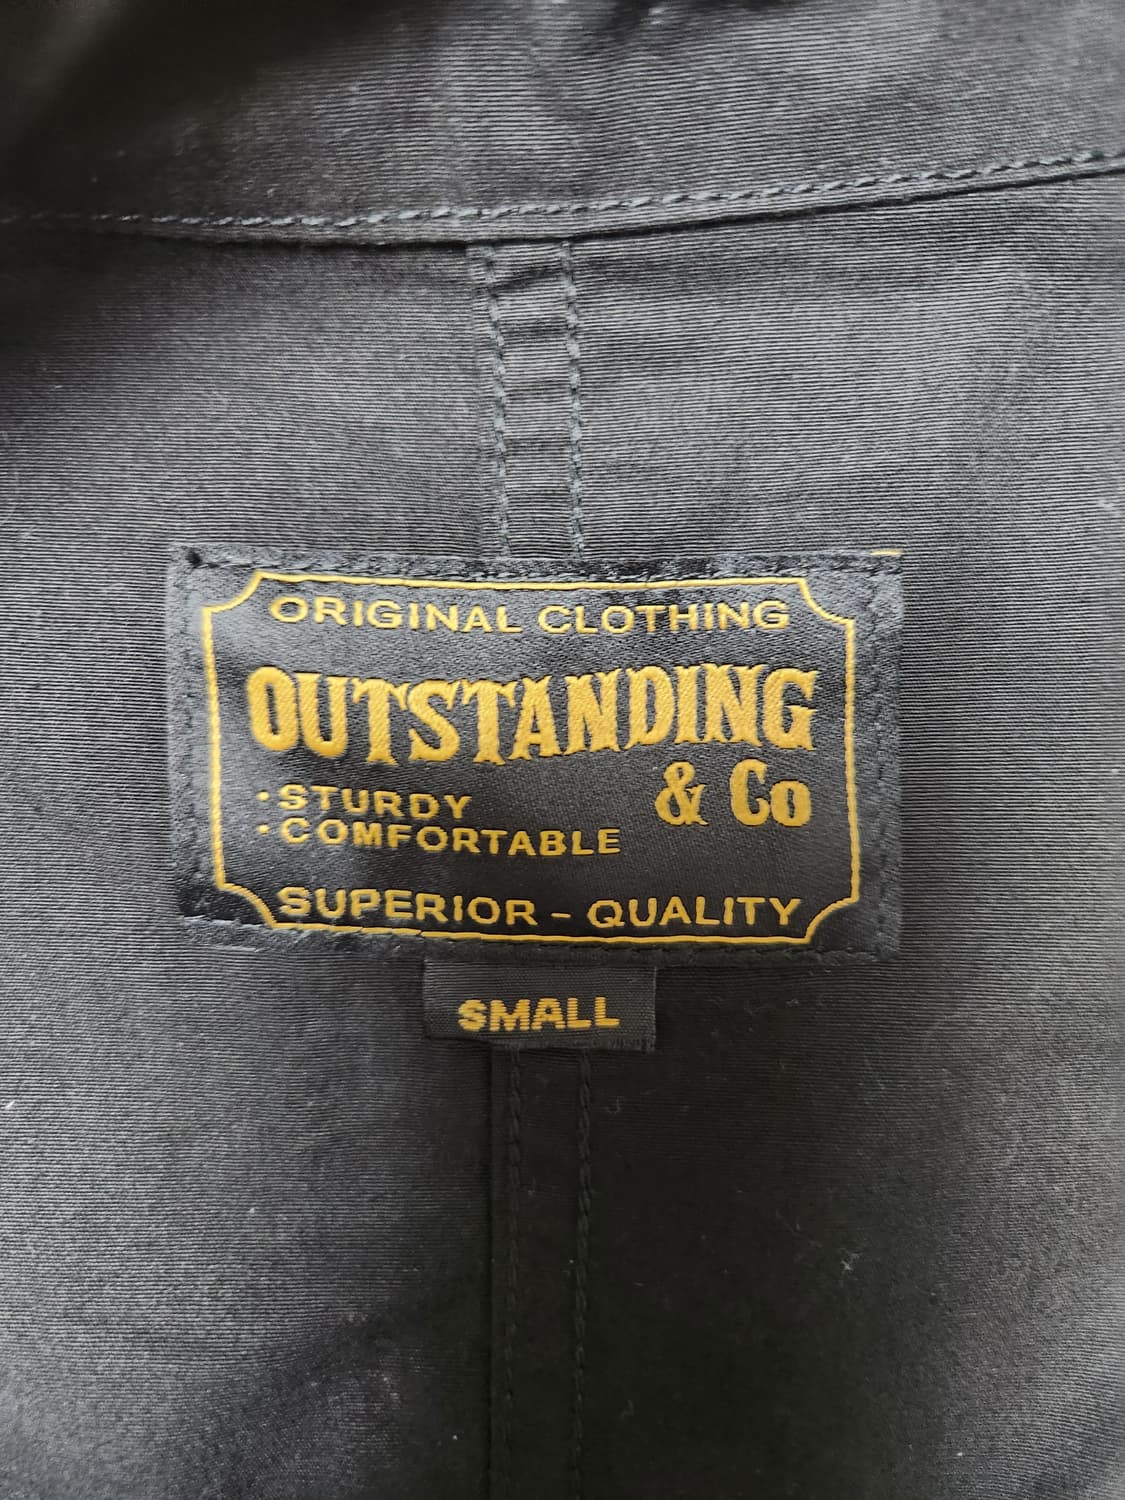 ORIGINAL CLOTHING
OUTSTANDING
& Co
• STURDY
• COMFORTABLE
SUPERIOR - QUALITY
SMALL